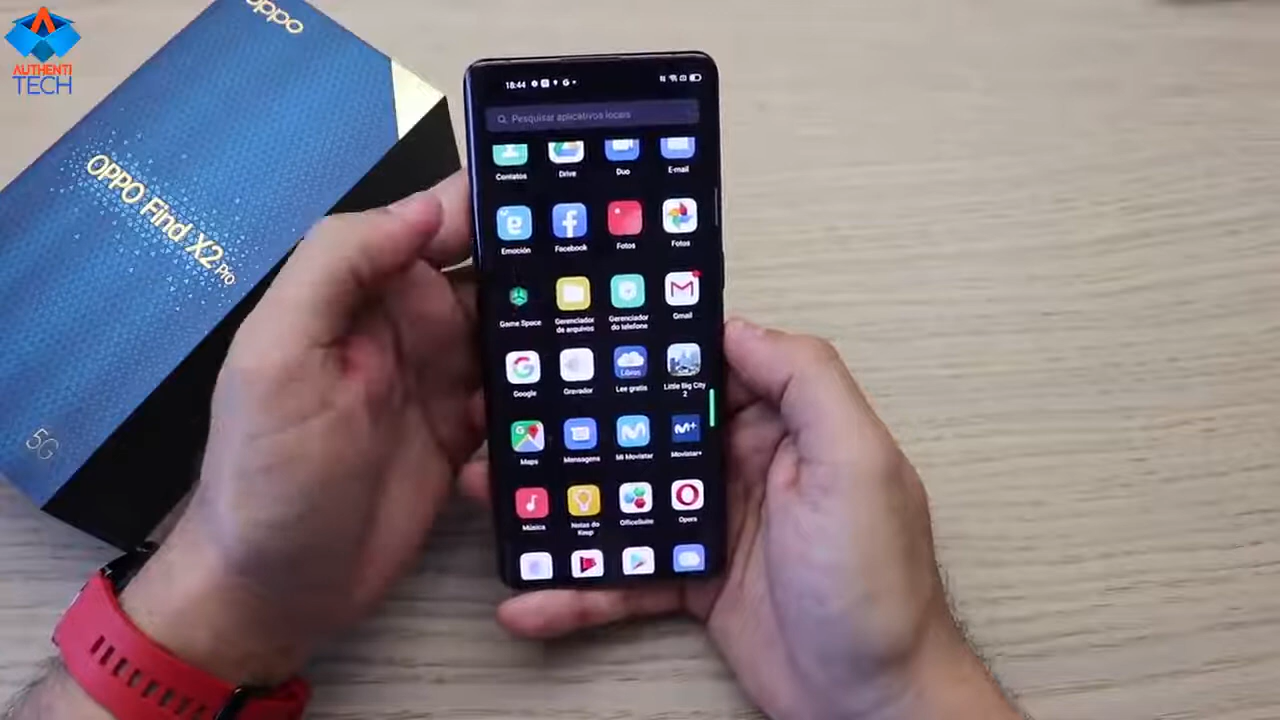 AUTHENTI
TECH
oppo
OPPO Find X2 Pro
5G
18:44
Pesquisar aplicativos locais
Contatos
Drive
Duo
E-mail
Emoción
Facebook
Fotos
Fotos
Game Space
Gerenciador
de arquivos
Gerenciador
do telefone
Gmail
Google
Gravador
Libros
Lee gratis
Little Big City
2
Maps
Mensagens
Mi Movistar
Movistar+
Música
Notas do
Keep
OfficeSuite
Opera